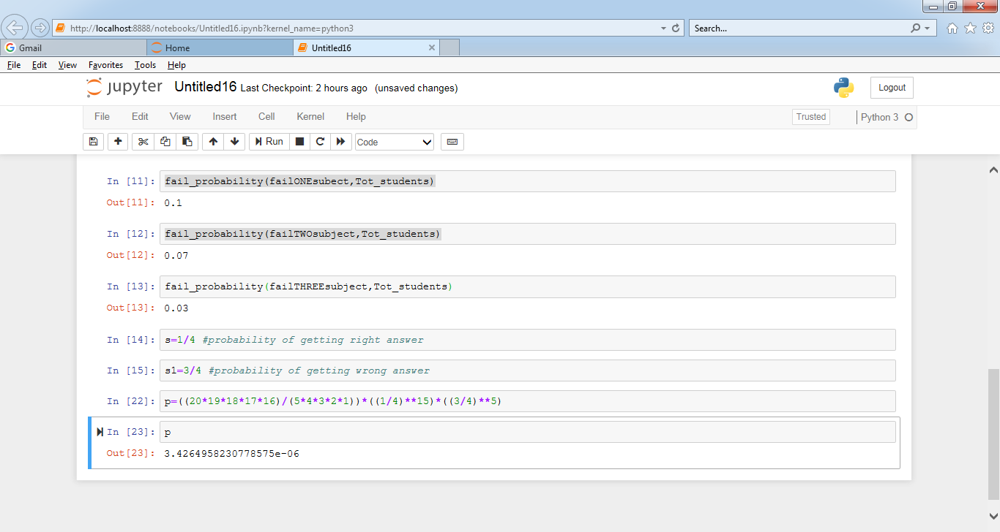 http://localhost:8888/notebooks/Untitled16.ipynb?kernel_name=python3
Search...
Gmail
Home
Untitled16
File Edit View Favorites Tools Help
jupyter Untitled16 Last Checkpoint: 2 hours ago (unsaved changes)
Logout
File Edit View Insert Cell Kernel Help
Trusted
Python 3
Run
Code
In [11]: fail_probability(failONEsubect,Tot_students)
Out[11]: 0.1
In [12]: fail_probability(failTWOsubject,Tot_students)
Out[12]: 0.07
In [13]: fail_probability(failTHREEsubject,Tot_students)
Out[13]: 0.03
In [14]: s=1/4 #probability of getting right answer
In [15]: s1=3/4 #probability of getting wrong answer
In [22]: p=((20*19*18*17*16)/(5*4*3*2*1))*((1/4)**15)*((3/4)**5)
In [23]: p
Out[23]: 3.4264958230778575e-06